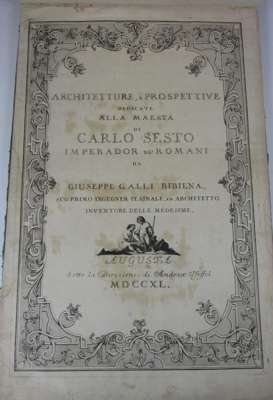 ARCHITETTURE, e PROSPETTIVE
DEDICATE
ALLA MAESTA
DI
CARLO SESTO
IMPERADOR DE' ROMANI
DA
GIUSEPPE GALLI BIBIENA,
SUO PRIMO INGEGNER TEATRALE, ED ARCHITETTO,
INVENTORE DELLE MEDESIME.
AUGUSTA
Sotto la Direzione di Andrea Pfeffel
MDCCXL.